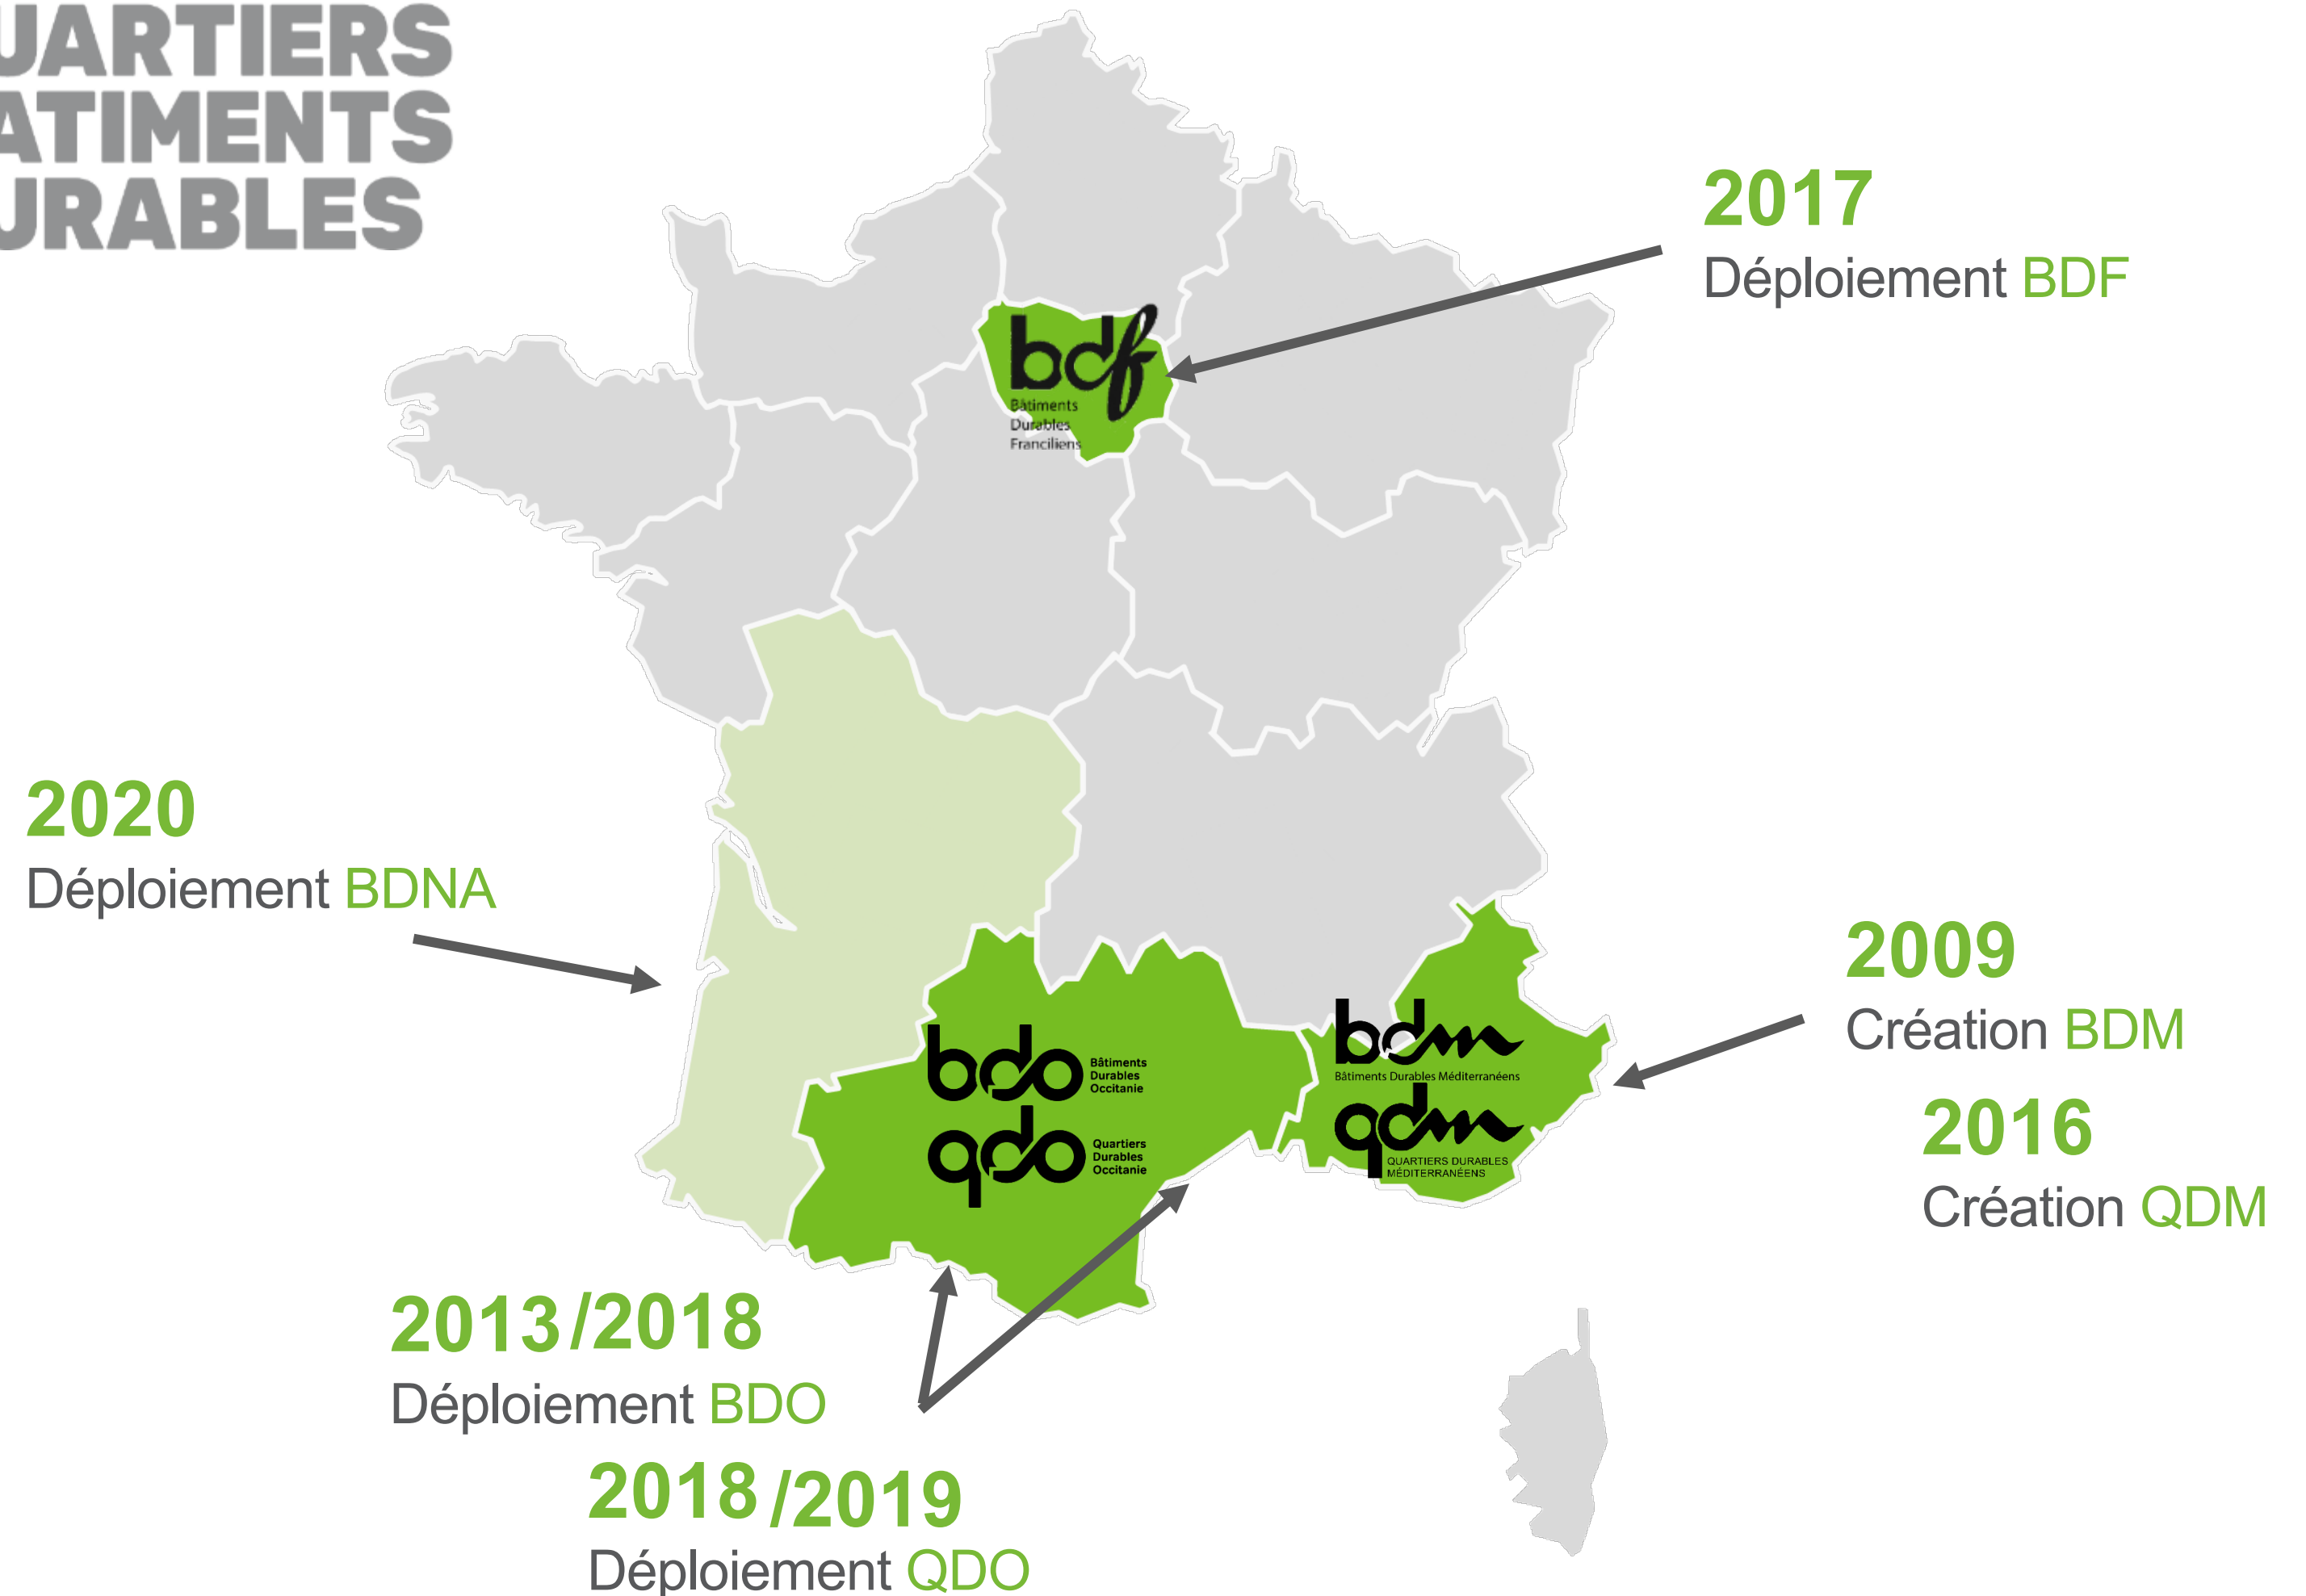 UARTIERS
ATIMENTS
URABLES
2017
Déploiement BDF
bdf
Bâtiments
Durables
Franciliens
2020
Déploiement BDNA
2009
Création BDM
2016
Création QDM
bdm
Bâtiments Durables Méditerranéens
qdm
QUARTIERS DURABLES
MÉDITERRANÉENS
bdo
Bâtiments
Durables
Occitanie
qdo
Quartiers
Durables
Occitanie
2013/2018
Déploiement BDO
2018/2019
Déploiement QDO